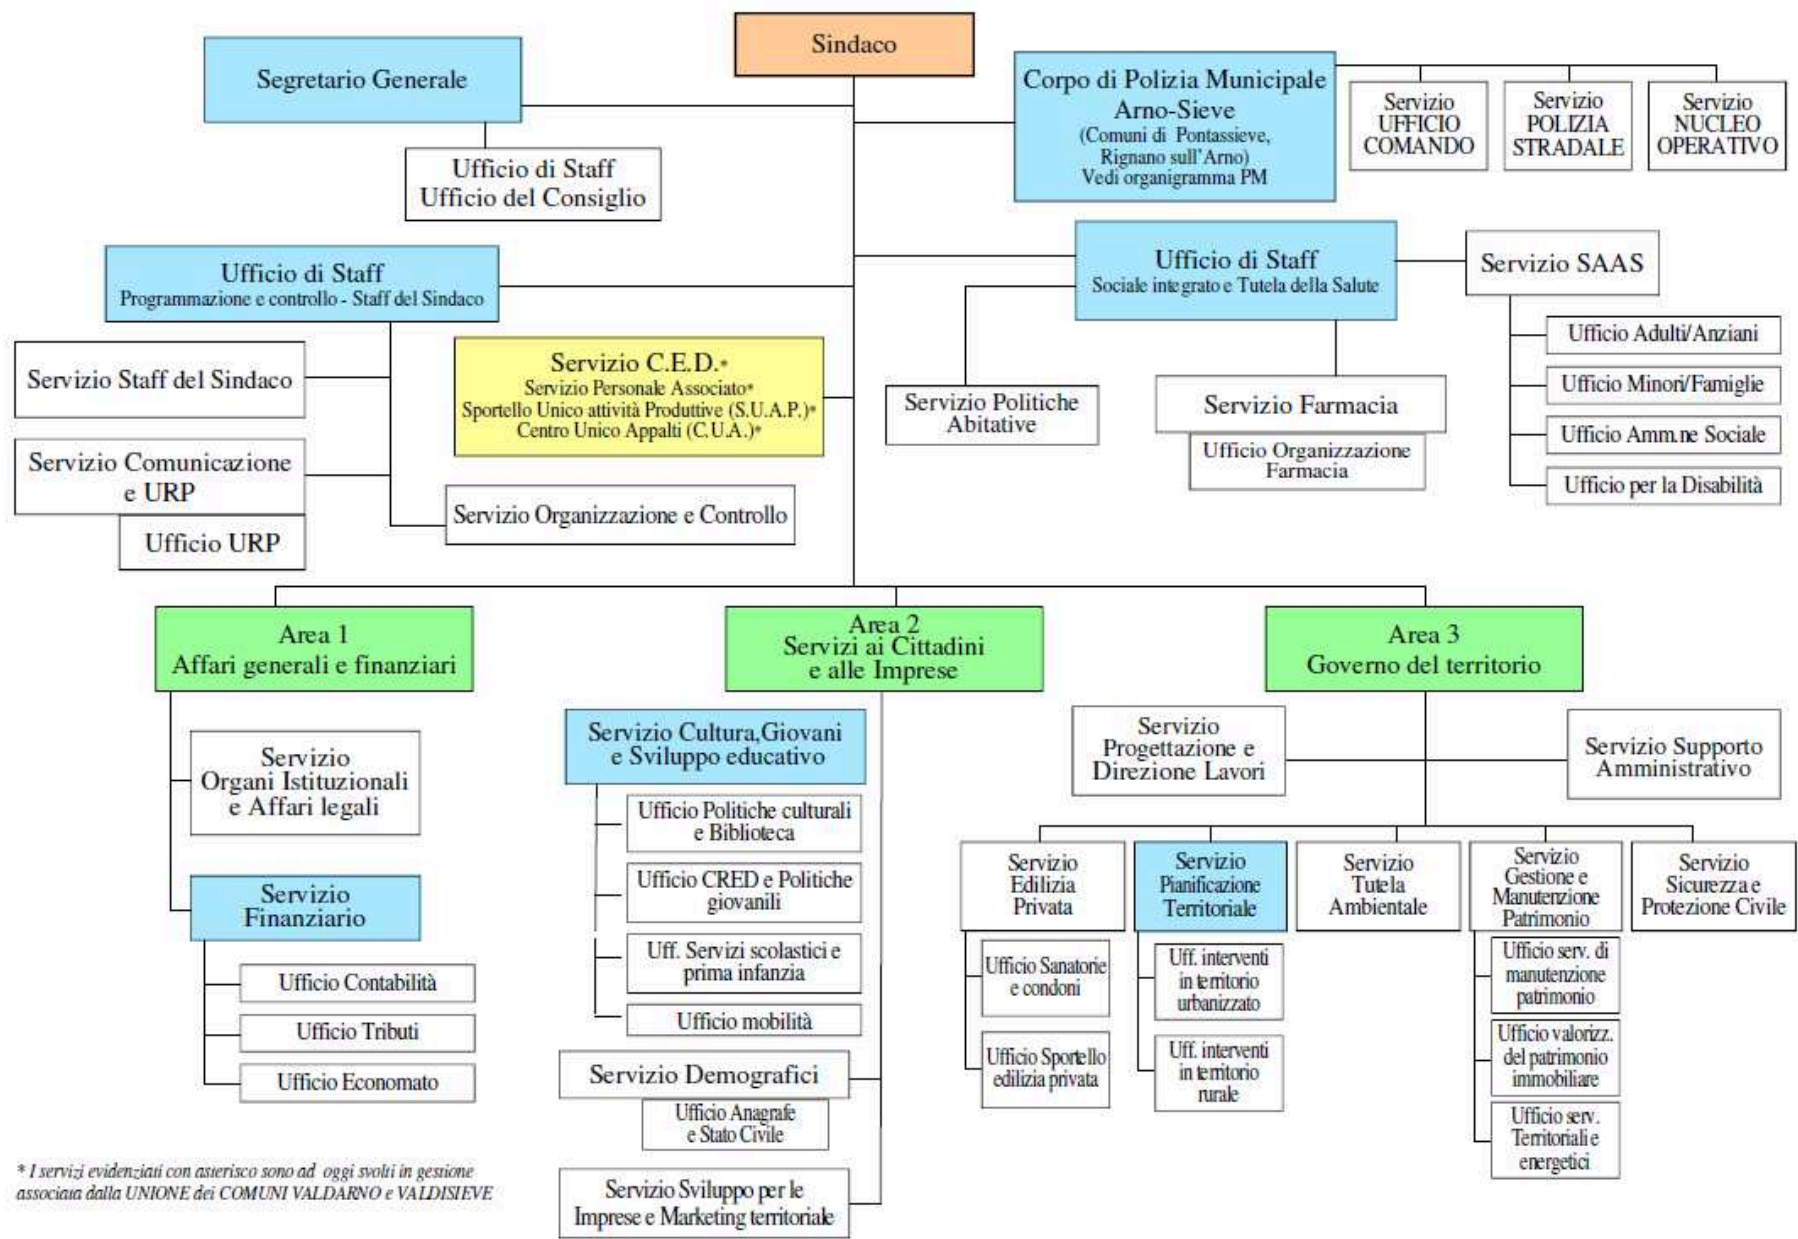 Sindaco
Segretario Generale
Ufficio di Staff
Ufficio del Consiglio
Corpo di Polizia Municipale
Arno-Sieve
(Comuni di Pontassieve,
Rignano sull'Arno)
Vedi organigramma PM
Servizio
UFFICIO
COMANDO
Servizio
POLIZIA
STRADALE
Servizio
NUCLEO
OPERATIVO
Ufficio di Staff
Programmazione e controllo - Staff del Sindaco
Servizio Staff del Sindaco
Servizio Comunicazione
e URP
Ufficio URP
Servizio C.E.D.*
Servizio Personale Associato*
Sportello Unico attività Produttive (S.U.A.P.)*
Centro Unico Appalti (C.U.A.)*
Servizio Organizzazione e Controllo
Ufficio di Staff
Sociale integrato e Tutela della Salute
Servizio Politiche
Abitative
Servizio Farmacia
Ufficio Organizzazione
Farmacia
Servizio SAAS
Ufficio Adulti/Anziani
Ufficio Minori/Famiglie
Ufficio Amm.ne Sociale
Ufficio per la Disabilità
Area 1
Affari generali e finanziari
Servizio
Organi Istituzionali
e Affari legali
Servizio
Finanziario
Ufficio Contabilità
Ufficio Tributi
Ufficio Economato
Area 2
Servizi ai Cittadini
e alle Imprese
Servizio Cultura,Giovani
e Sviluppo educativo
Ufficio Politiche culturali
e Biblioteca
Ufficio CRED e Politiche
giovanili
Uff. Servizi scolastici e
prima infanzia
Ufficio mobilità
Servizio Demografici
Ufficio Anagrafe
e Stato Civile
Servizio Sviluppo per le
Imprese e Marketing territoriale
Area 3
Governo del territorio
Servizio
Progettazione e
Direzione Lavori
Servizio Supporto
Amministrativo
Servizio
Edilizia
Privata
Ufficio Sanatorie
e condoni
Ufficio Sportello
edilizia privata
Servizio
Pianificazione
Territoriale
Uff. interventi
in territorio
urbanizzato
Uff. interventi
in territorio
rurale
Servizio
Tutela
Ambientale
Servizio
Gestione e
Manutenzione
Patrimonio
Ufficio serv. di
manutenzione
patrimonio
Ufficio valorizz.
del patrimonio
immobiliare
Ufficio serv.
Territoriali e
energetici
Servizio
Sicurezza e
Protezione Civile
* I servizi evidenziati con asterisco sono ad oggi svolti in gestione
associata dalla UNIONE dei COMUNI VALDARNO e VALDISIEVE